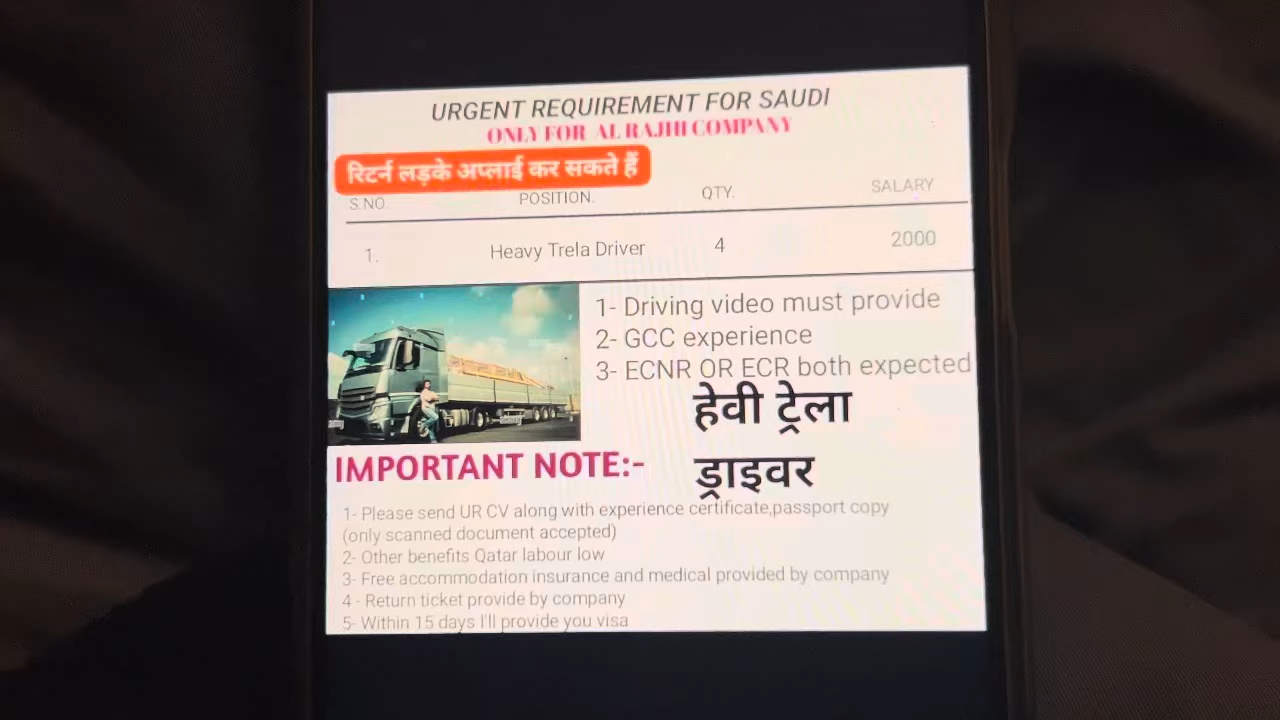 URGENT REQUIREMENT FOR SAUDI
ONLY FOR AL RAJHI COMPANY
रिटर्न लड़के अप्लाई कर सकते हैं
S.NO. POSITION. QTY. SALARY
1. Heavy Trela Driver 4 2000
1- Driving video must provide
2- GCC experience
3- ECNR OR ECR both expected
हेवी ट्रेला
ड्राइवर
IMPORTANT NOTE:-
1- Please send UR CV along with experience certificate,passport copy
(only scanned document accepted)
2- Other benefits Qatar labour low
3- Free accommodation insurance and medical provided by company
4 - Return ticket provide by company
5- Within 15 days I'll provide you visa